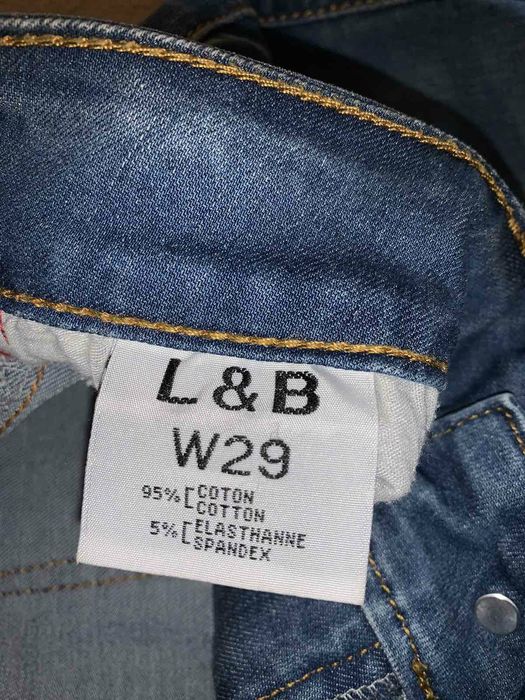 L & B
W29
95% [COTON
COTTON
5% [ELASTHANNE
SPANDEX